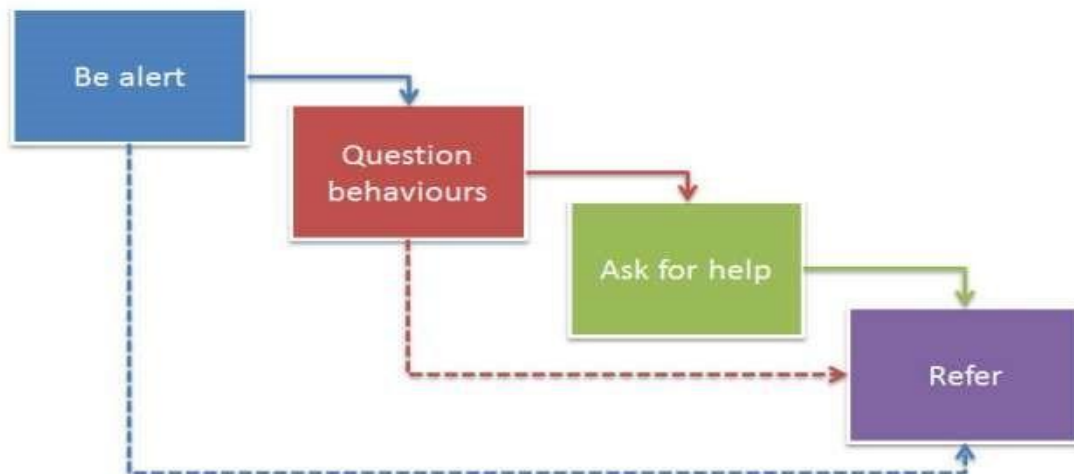 Be alert
Question
behaviours
Ask for help
Refer